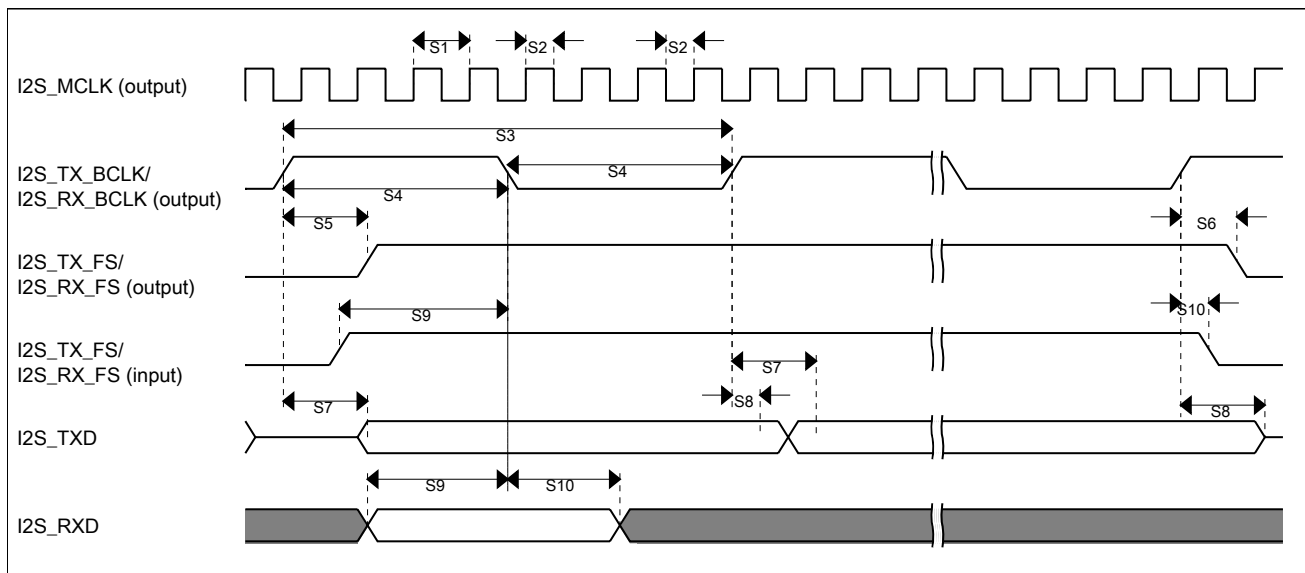 S1
S2
S2
I2S_MCLK (output)
S3
I2S_TX_BCLK/
I2S_RX_BCLK (output)
S4
S4
S5
S6
I2S_TX_FS/
I2S_RX_FS (output)
S9
S10
I2S_TX_FS/
I2S_RX_FS (input)
S7
S7
S8
S8
I2S_TXD
S9
S10
I2S_RXD